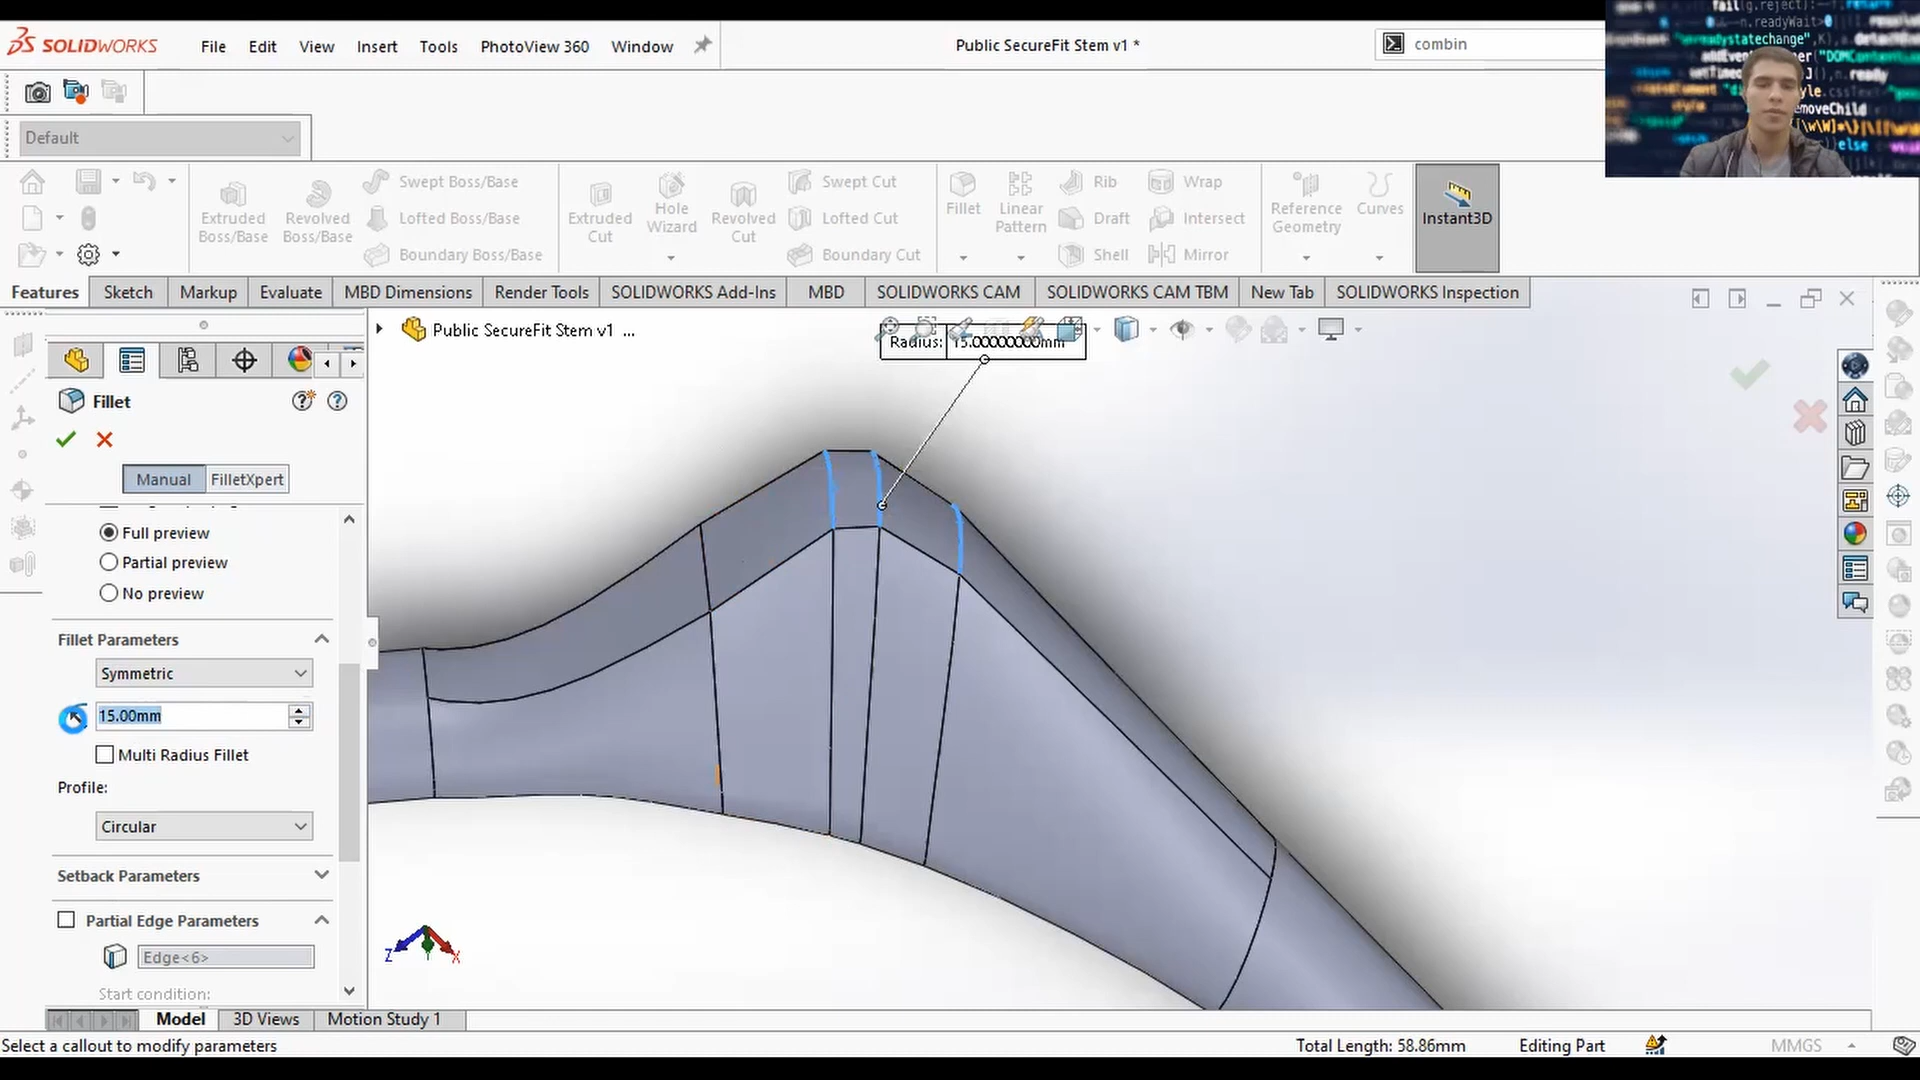 SOLIDWORKS
File Edit View Insert Tools PhotoView 360 Window
Public SecureFit Stem v1 *
combin
Default
Extruded Boss/Base
Revolved Boss/Base
Swept Boss/Base
Lofted Boss/Base
Boundary Boss/Base
Extruded Cut
Hole Wizard
Revolved Cut
Swept Cut
Lofted Cut
Boundary Cut
Fillet
Linear Pattern
Rib
Draft
Shell
Wrap
Intersect
Mirror
Reference Geometry
Curves
Instant3D
Features Sketch Markup Evaluate MBD Dimensions Render Tools SOLIDWORKS Add-Ins MBD SOLIDWORKS CAM SOLIDWORKS CAM TBM New Tab SOLIDWORKS Inspection
Public SecureFit Stem v1 ...
Radius: 15.00000000mm
Fillet
Manual FilletXpert
Full preview
Partial preview
No preview
Fillet Parameters
Symmetric
15.00mm
Multi Radius Fillet
Profile:
Circular
Setback Parameters
Partial Edge Parameters
Edge<6>
Start condition:
Z X
Model 3D Views Motion Study 1
Select a callout to modify parameters
Total Length: 58.86mm Editing Part MMGS